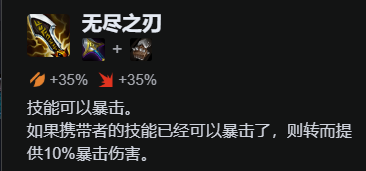 无尽之刃
+
+35% +35%
技能可以暴击。
如果携带者的技能已经可以暴击了，则转而提
供10%暴击伤害。